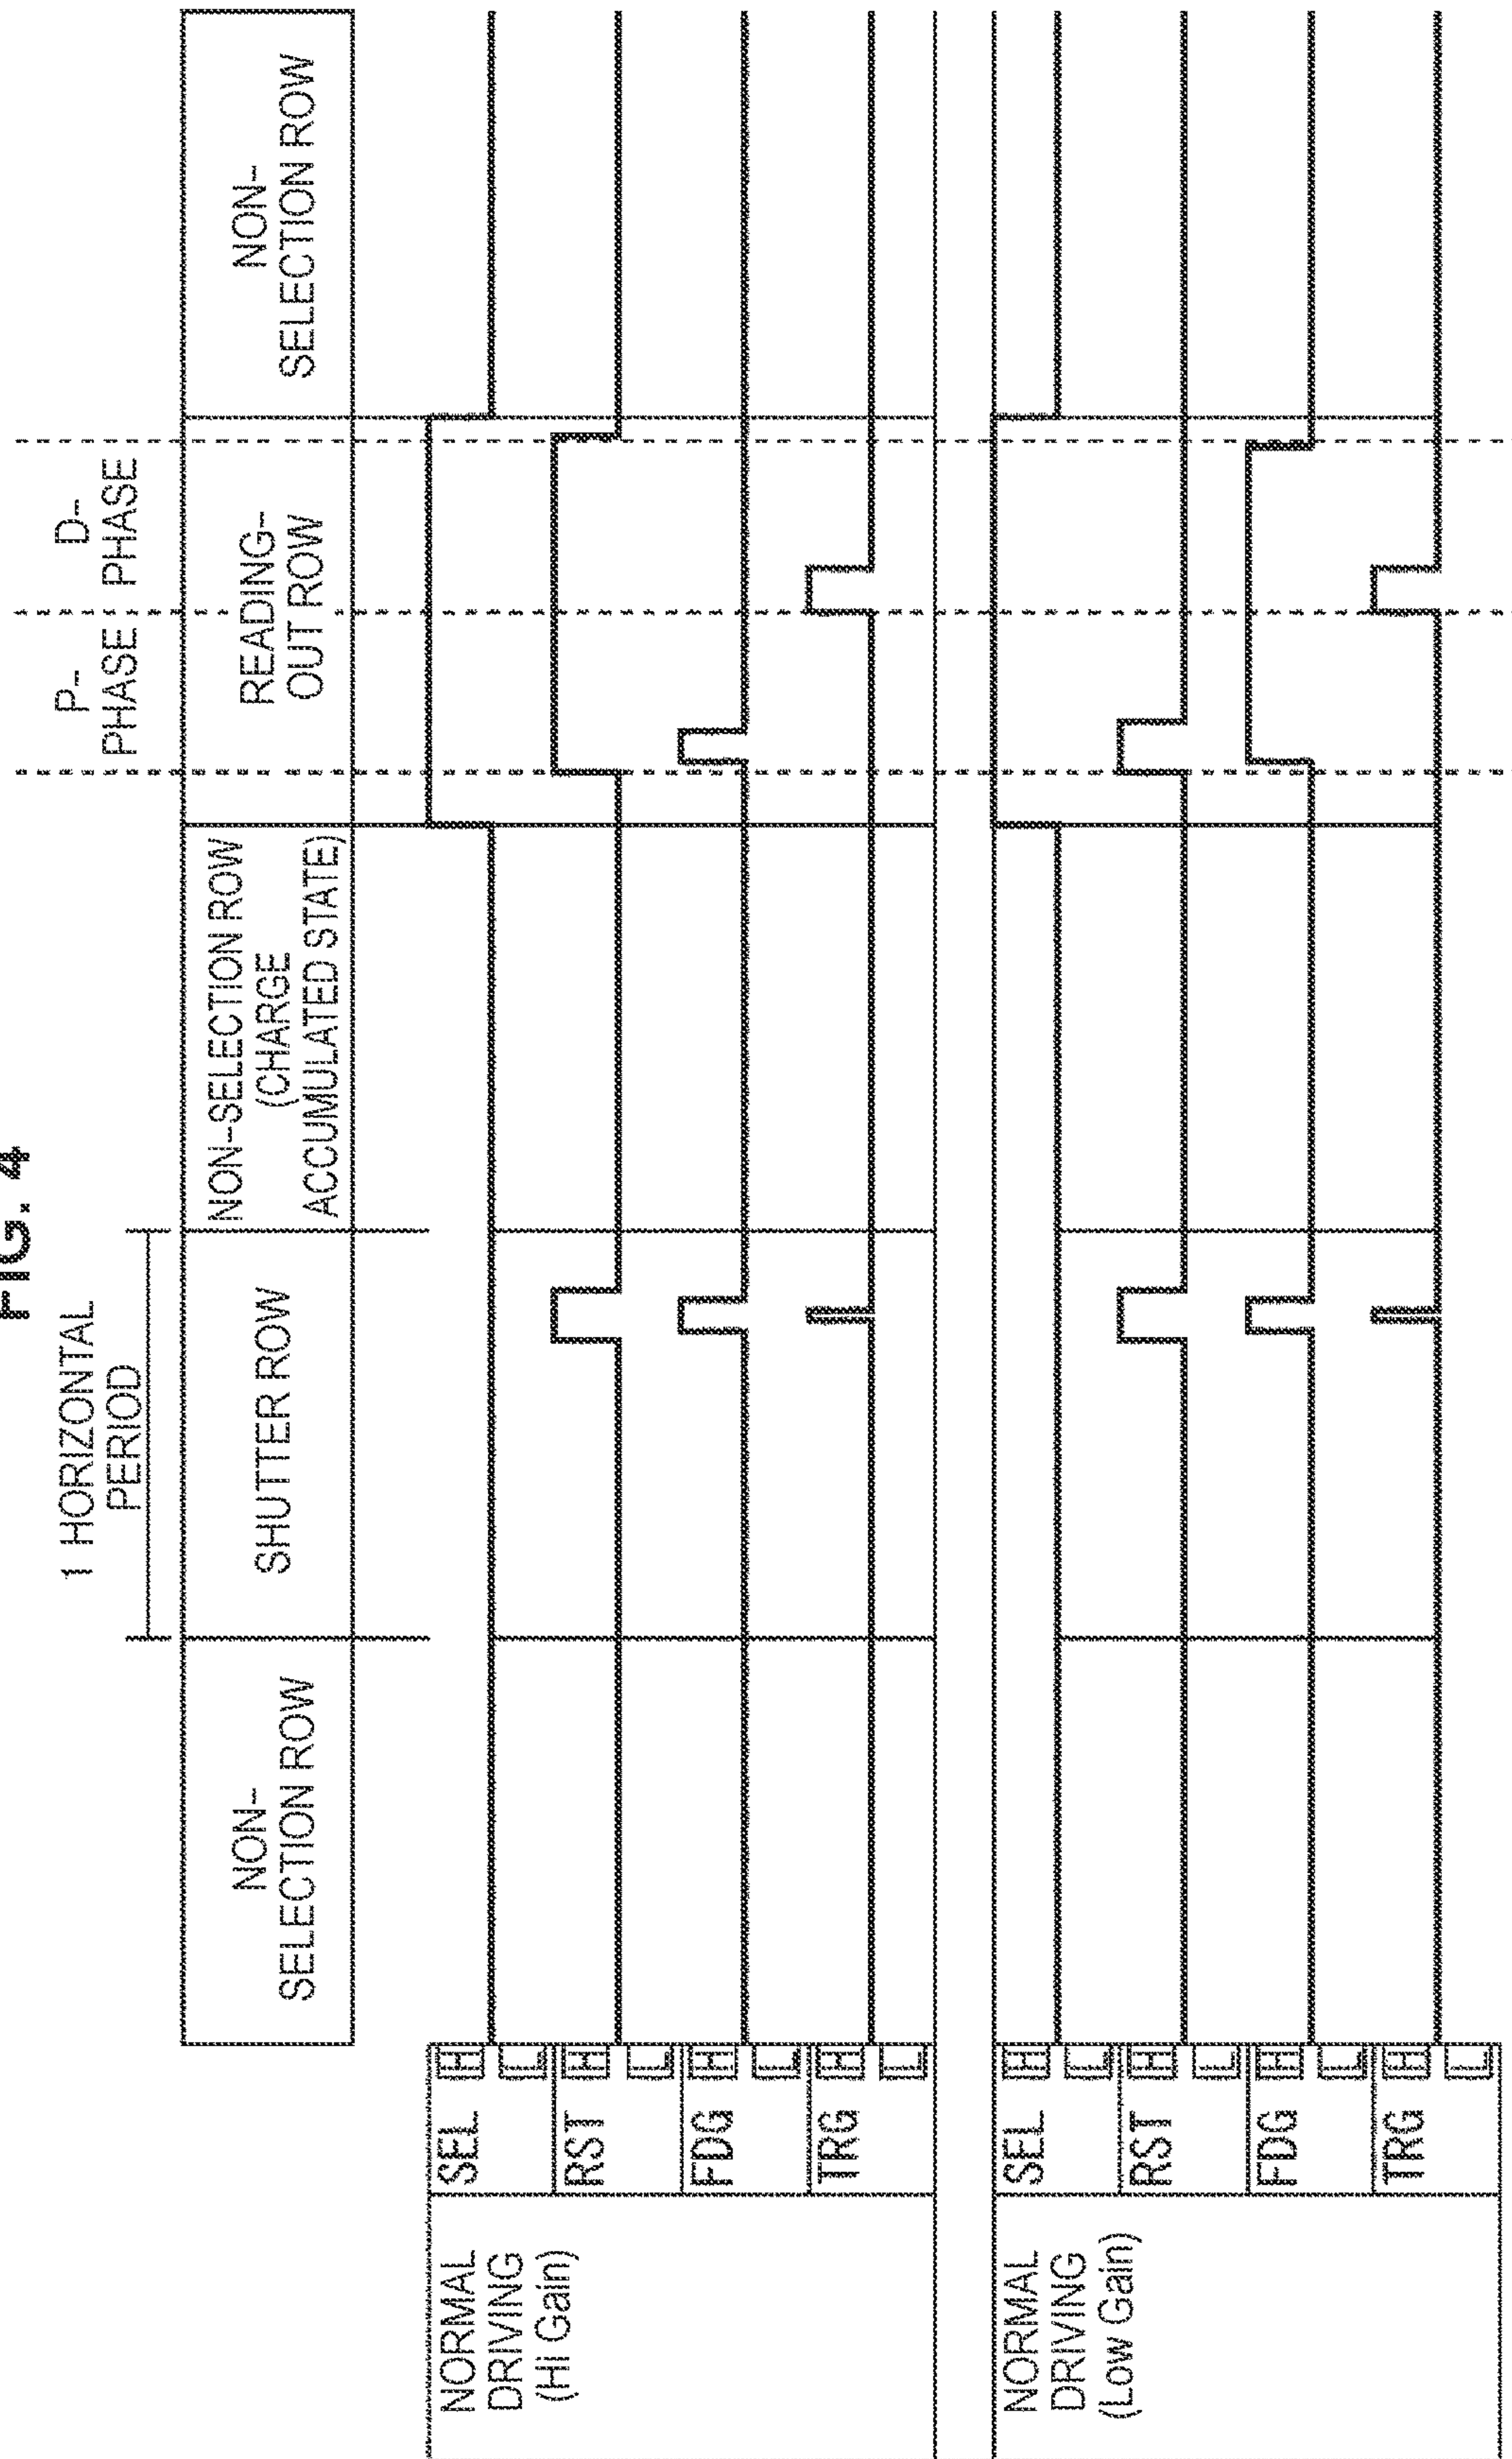 FIG. 4
1 HORIZONTAL
PERIOD
P-
PHASE
D-
PHASE
NON-
SELECTION ROW
SHUTTER ROW
NON-SELECTION ROW
(CHARGE
ACCUMULATED STATE)
READING-
OUT ROW
NON-
SELECTION ROW
NORMAL
DRIVING
(Hi Gain)
SEL
H
L
RST
H
L
FDG
H
L
TRG
H
L
NORMAL
DRIVING
(Low Gain)
SEL
H
L
RST
H
L
FDG
H
L
TRG
H
L